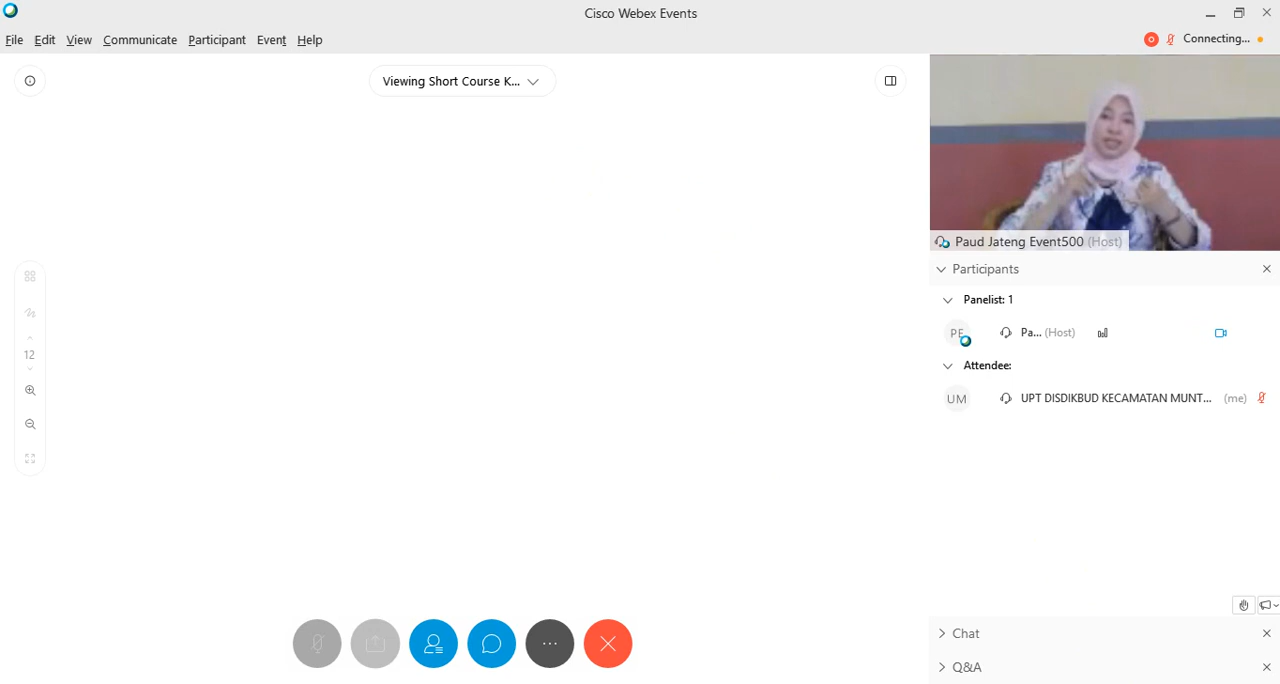 Cisco Webex Events
File Edit View Communicate Participant Event Help
Connecting...
Viewing Short Course K...
12
Paud Jateng Event500 (Host)
Participants
Panelist: 1
PE Pa... (Host)
Attendee:
UM UPT DISDIKBUD KECAMATAN MUNT... (me)
Chat
Q&A